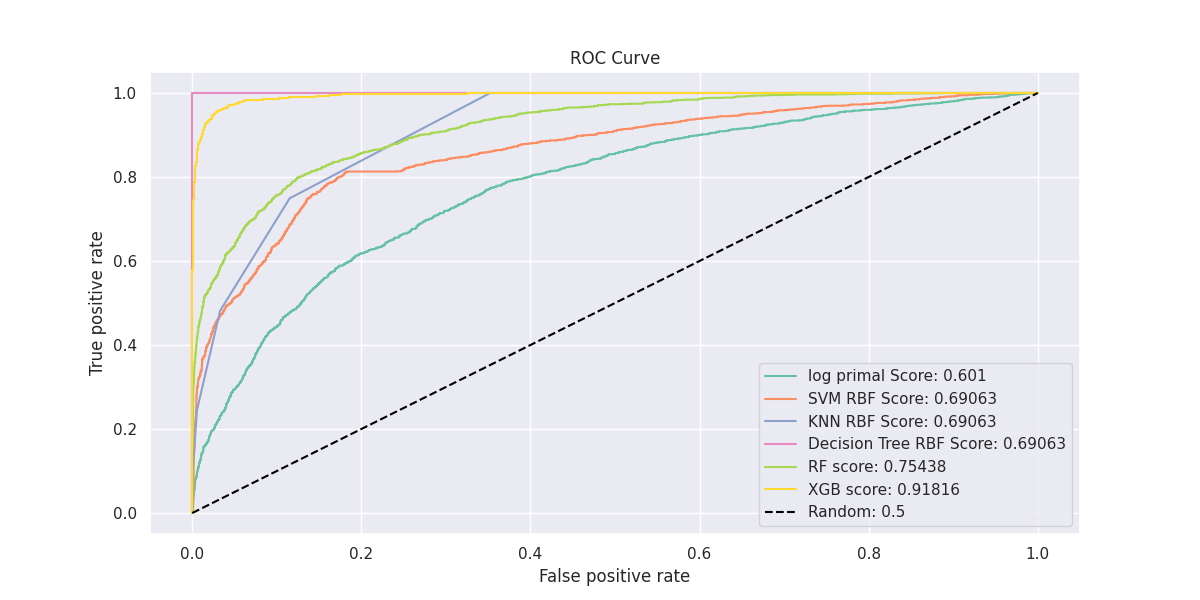 ROC Curve
True positive rate
1.0
0.8
0.6
0.4
0.2
0.0
log primal Score: 0.601
SVM RBF Score: 0.69063
KNN RBF Score: 0.69063
Decision Tree RBF Score: 0.69063
RF score: 0.75438
XGB score: 0.91816
Random: 0.5
0.0 0.2 0.4 0.6 0.8 1.0
False positive rate